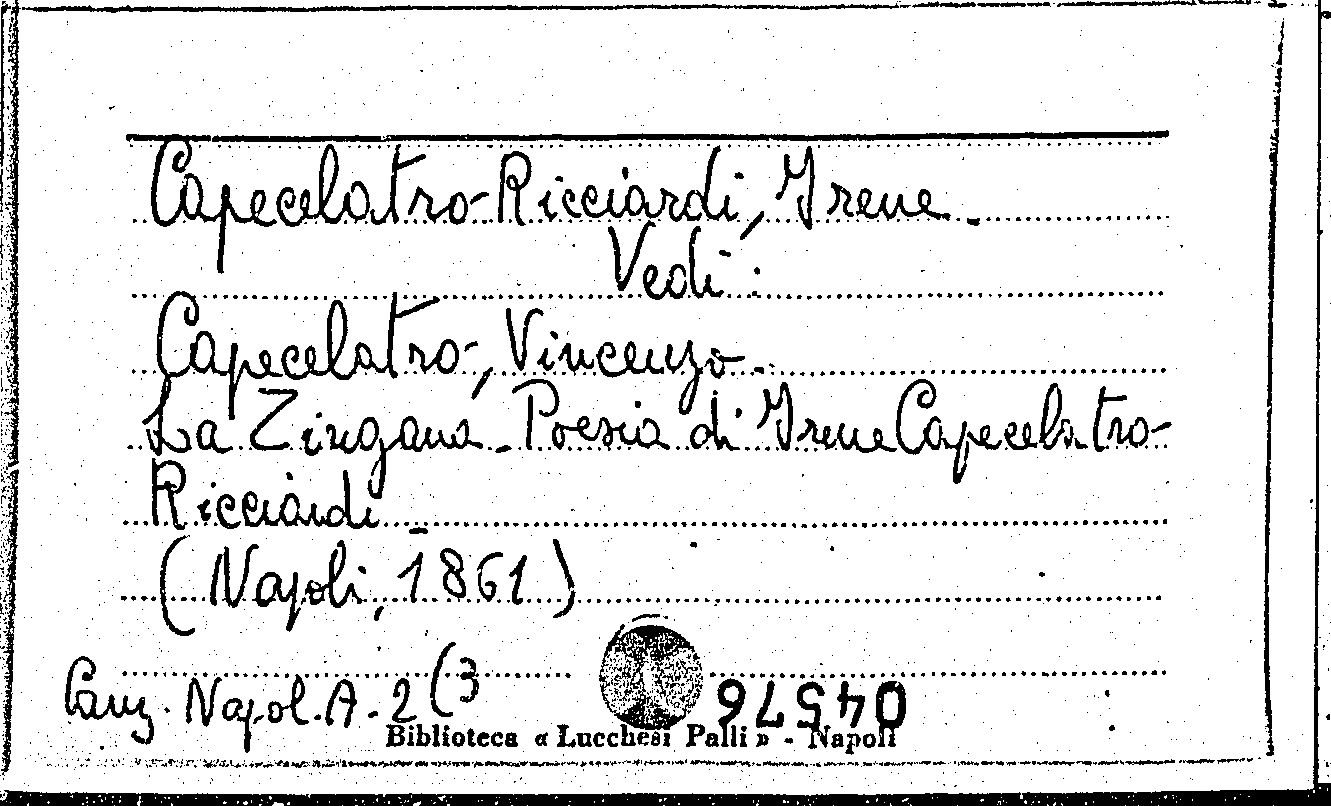 Capecelatro-Ricciardi, Irene.
Vedi:
Capecelatro, Vincenzo.
La Zingana. Poesia di Irene Capecelatro-
Ricciardi.
(Napoli, 1861)
Canz. Napol. A. 2 (3
04576
Biblioteca « Lucchesi Palli » - Napoli